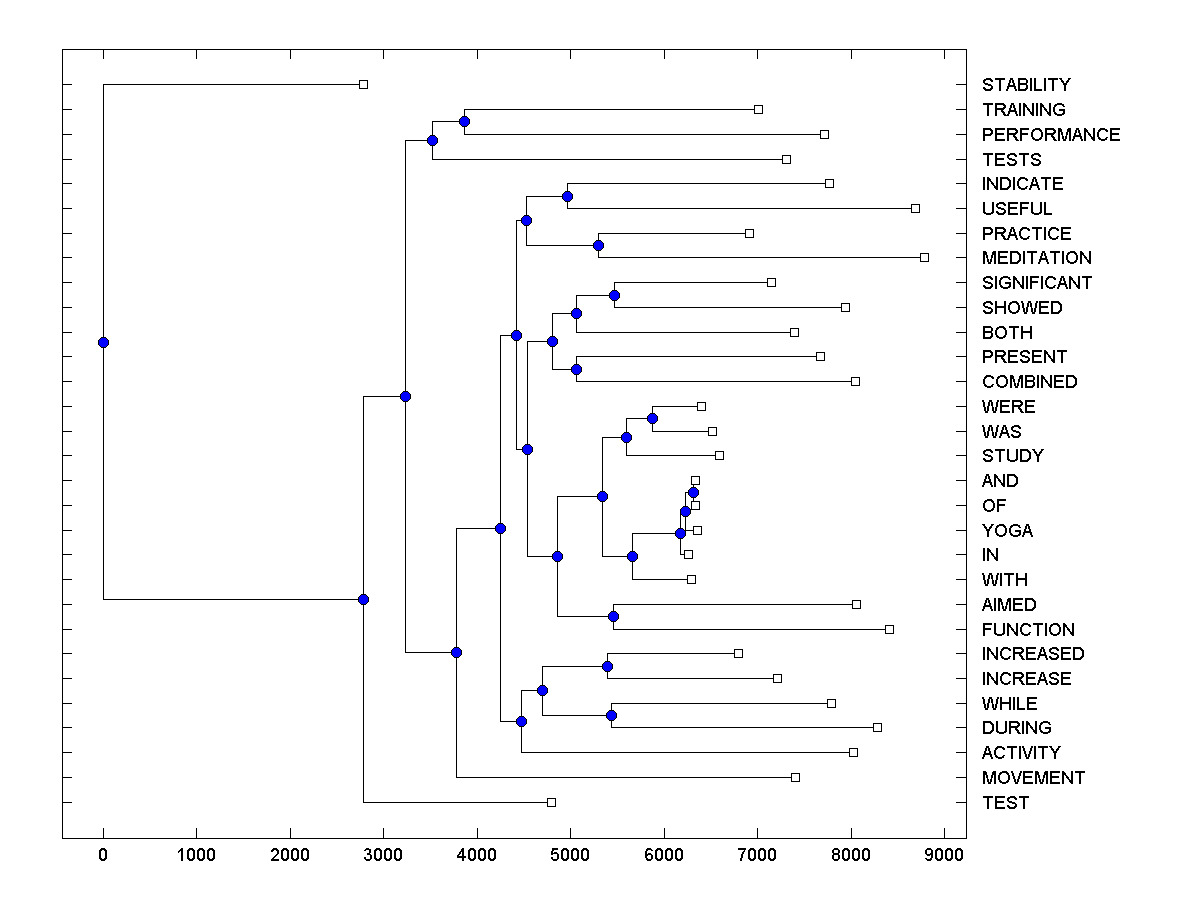 STABILITY
TRAINING
PERFORMANCE
TESTS
INDICATE
USEFUL
PRACTICE
MEDITATION
SIGNIFICANT
SHOWED
BOTH
PRESENT
COMBINED
WERE
WAS
STUDY
AND
OF
YOGA
IN
WITH
AIMED
FUNCTION
INCREASED
INCREASE
WHILE
DURING
ACTIVITY
MOVEMENT
TEST
0 1000 2000 3000 4000 5000 6000 7000 8000 9000